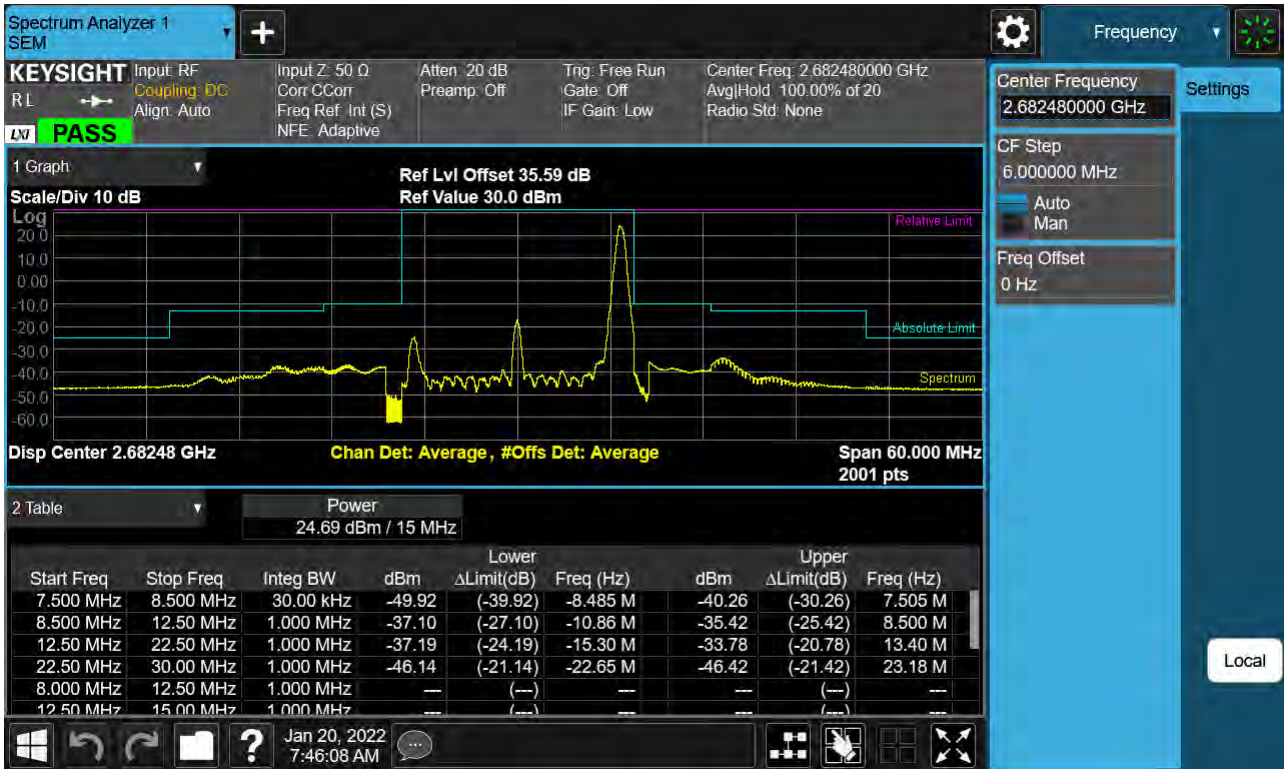 Spectrum Analyzer 1
SEM
Frequency
KEYSIGHT
R L
LXI
PASS
Input: RF
Coupling: DC
Align: Auto
Input Z: 50 Ω
Corr CCorr
Freq Ref: Int (S)
NFE: Adaptive
Atten: 20 dB
Preamp: Off
Trig: Free Run
Gate: Off
IF Gain: Low
Center Freq: 2.682480000 GHz
Avg|Hold: 100.00% of 20
Radio Std: None
Center Frequency
2.682480000 GHz
Settings
CF Step
6.000000 MHz
Auto
Man
Freq Offset
0 Hz
1 Graph
Ref Lvl Offset 35.59 dB
Scale/Div 10 dB
Ref Value 30.0 dBm
Log
20.0
10.0
0.00
-10.0
-20.0
-30.0
-40.0
-50.0
-60.0
Relative Limit
Absolute Limit
Spectrum
Disp Center 2.68248 GHz
Chan Det: Average, #Offs Det: Average
Span 60.000 MHz
2001 pts
2 Table
Power
24.69 dBm / 15 MHz
Lower Upper
Start Freq Stop Freq Integ BW dBm ΔLimit(dB) Freq (Hz) dBm ΔLimit(dB) Freq (Hz)
7.500 MHz 8.500 MHz 30.00 kHz -49.92 (-39.92) -8.485 M -40.26 (-30.26) 7.505 M
8.500 MHz 12.50 MHz 1.000 MHz -37.10 (-27.10) -10.86 M -35.42 (-25.42) 8.500 M
12.50 MHz 22.50 MHz 1.000 MHz -37.19 (-24.19) -15.30 M -33.78 (-20.78) 13.40 M
22.50 MHz 30.00 MHz 1.000 MHz -46.14 (-21.14) -22.65 M -46.42 (-21.42) 23.18 M
8.000 MHz 12.50 MHz 1.000 MHz --- (---) --- --- (---) ---
12.50 MHz 15.00 MHz 1.000 MHz --- (---) --- --- (---) ---
Local
?
Jan 20, 2022
7:46:08 AM